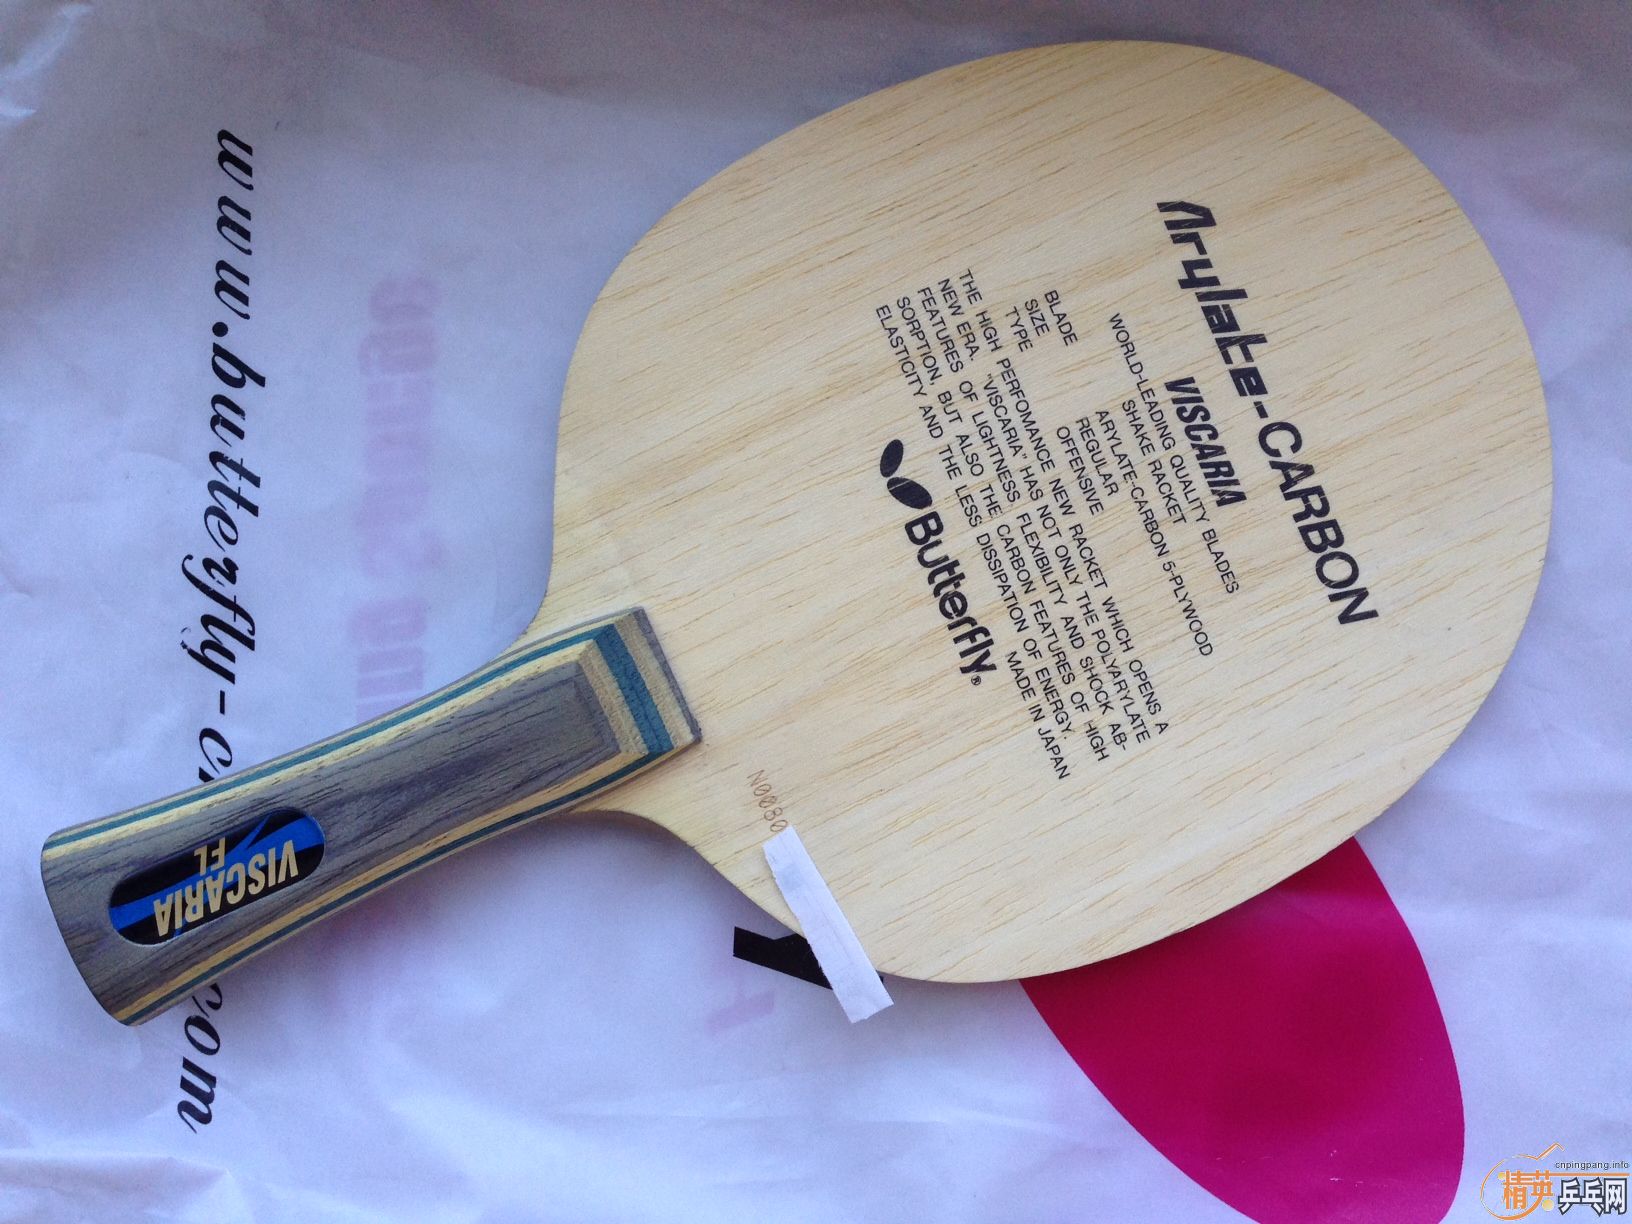 Arylate-CARBON
VISCARIA
WORLD-LEADING QUALITY BLADES
SHAKE RACKET
ARYLATE-CARBON 5-PLYWOOD
BLADE REGULAR
SIZE OFFENSIVE
TYPE
THE HIGH PERFOMANCE NEW RACKET WHICH OPENS A
NEW ERA. "VISCARIA" HAS NOT ONLY THE POLYARYLATE
FEATURES OF LIGHTNESS, FLEXIBILITY AND SHOCK AB-
SORPTION, BUT ALSO THE CARBON FEATURES OF HIGH
ELASTICITY AND THE LESS DISSIPATION OF ENERGY.
MADE IN JAPAN
Butterfly®
N0080
VISCARIA
FL
www.butterfly-c
.com
cnpingpang.info
精英乒乓网